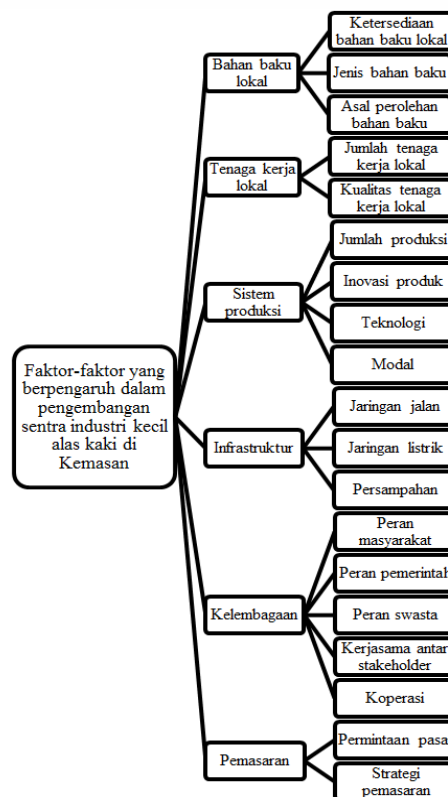 Faktor-faktor yang
berpengaruh dalam
pengembangan
sentra industri kecil
alas kaki di
Kemasan
Bahan baku
lokal
Ketersediaan
bahan baku lokal
Jenis bahan baku
Asal perolehan
bahan baku
Tenaga kerja
lokal
Jumlah tenaga
kerja lokal
Kualitas tenaga
kerja lokal
Sistem
produksi
Jumlah produksi
Inovasi produk
Teknologi
Modal
Infrastruktur
Jaringan jalan
Jaringan listrik
Persampahan
Kelembagaan
Peran
masyarakat
Peran pemerintah
Peran swasta
Kerjasama antar
stakeholder
Koperasi
Pemasaran
Permintaan pasa
Strategi
pemasaran